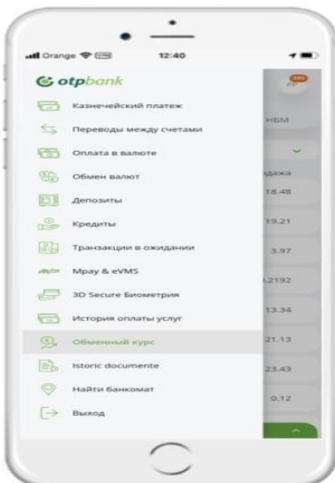 Orange
12:40
otpbank
Казначейский платеж
НБМ
Переводы между счетами
Оплата в валюте
Обмен валют
18.48
Депозиты
19.21
Кредиты
Транзакции в ожидании
3.97
Mpay & eVMS
.2192
3D Secure Биометрия
13.34
История оплаты услуг
21.13
Обменный курс
23.43
Istoric documente
Найти банкомат
0.12
Выход